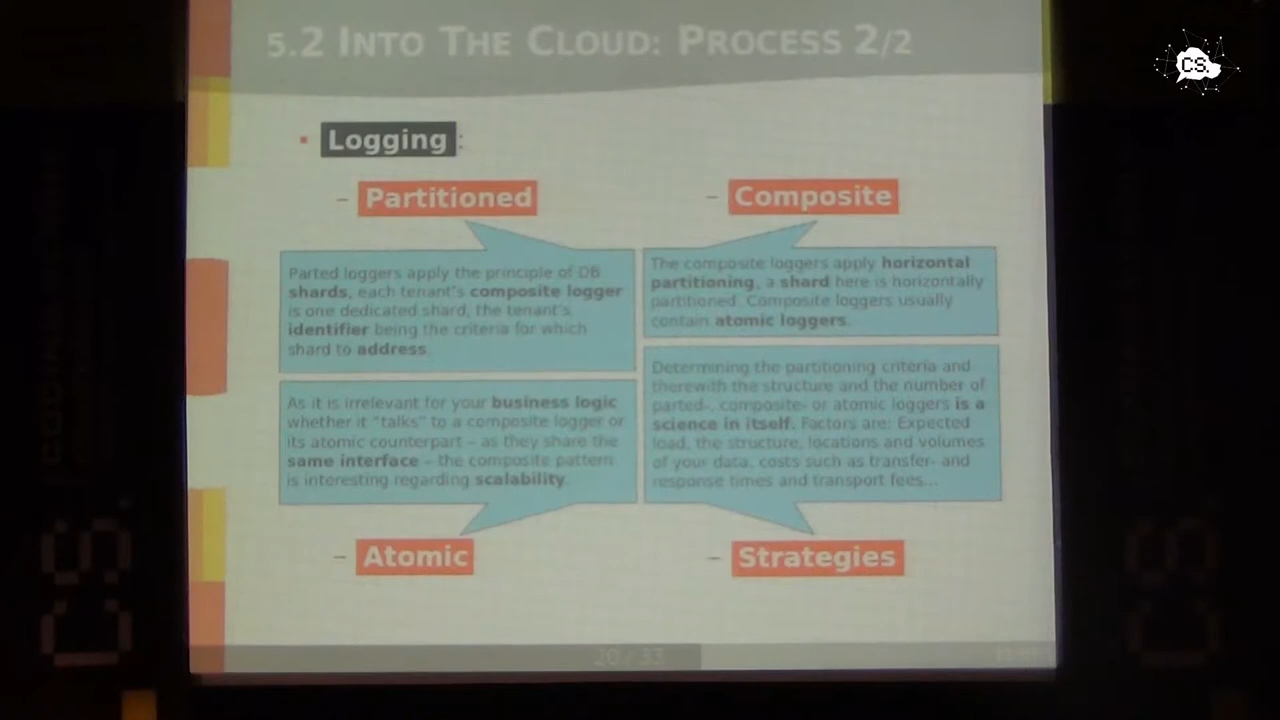 5.2 INTO THE CLOUD: PROCESS 2/2
CS.
Logging:
– Partitioned
– Composite
Parted loggers apply the principle of DB
shards, each tenant's composite logger
is one dedicated shard, the tenant's
identifier being the criteria for which
shard to address.
The composite loggers apply horizontal
partitioning, a shard here is horizontally
partitioned. Composite loggers usually
contain atomic loggers.
As it is irrelevant for your business logic
whether it "talks" to a composite logger or
its atomic counterpart – as they share the
same interface – the composite pattern
is interesting regarding scalability.
Determining the partitioning criteria and
therewith the structure and the number of
parted-, composite- or atomic loggers is a
science in itself. Factors are: Expected
load, the structure, locations and volumes
of your data, costs such as transfer- and
response times and transport fees...
– Atomic
– Strategies
20 / 33
CS.
CS